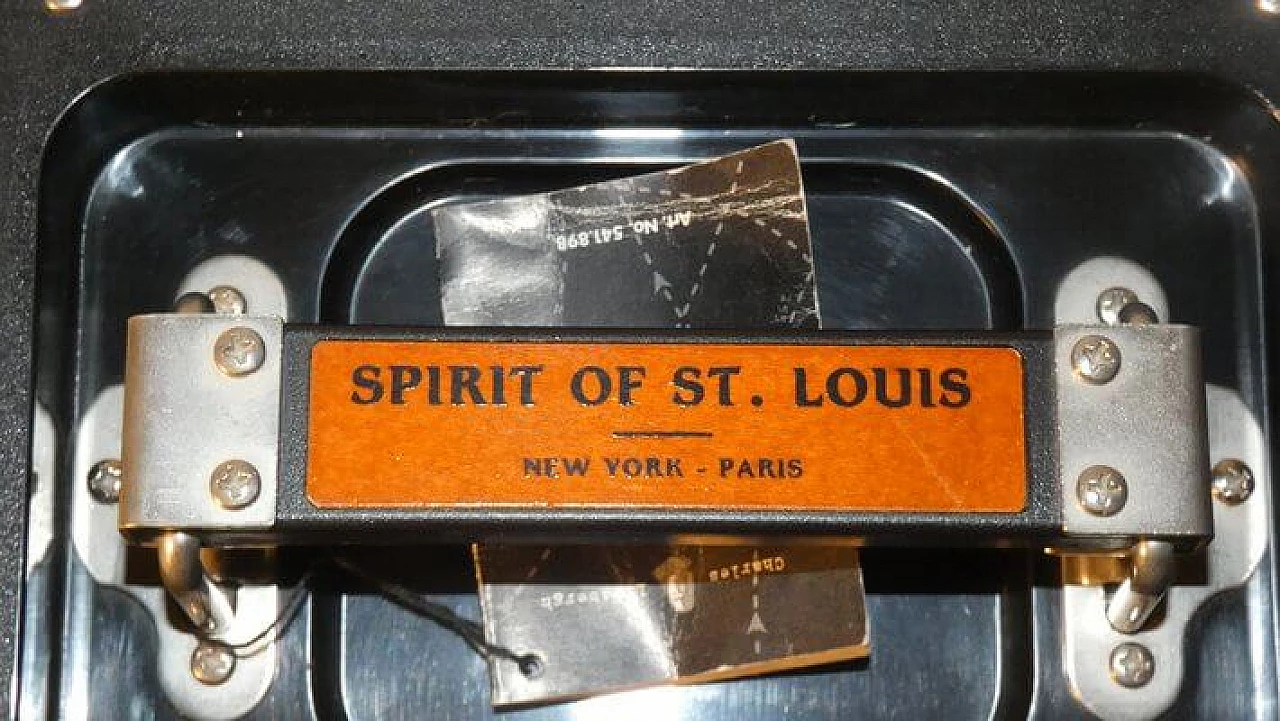 Art. No. 541.898
SPIRIT OF ST. LOUIS
NEW YORK - PARIS
Charles